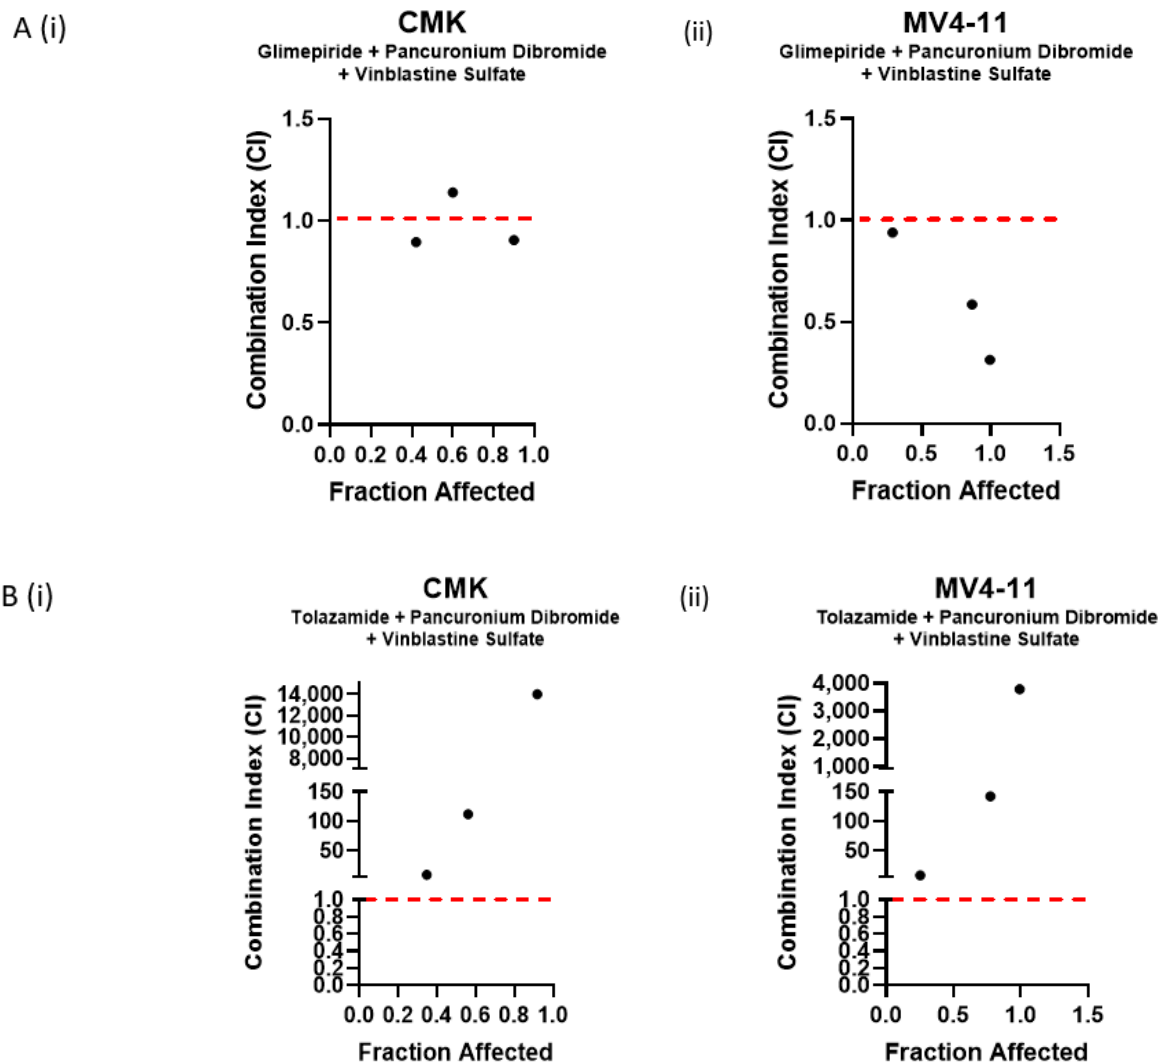 A (i)
CMK
Glimepiride + Pancuronium Dibromide
+ Vinblastine Sulfate
Combination Index (CI)
1.5
1.0
0.5
0.0
0.0 0.2 0.4 0.6 0.8 1.0
Fraction Affected
(ii)
MV4-11
Glimepiride + Pancuronium Dibromide
+ Vinblastine Sulfate
Combination Index (CI)
1.5
1.0
0.5
0.0
0.0 0.5 1.0 1.5
Fraction Affected
B (i)
CMK
Tolazamide + Pancuronium Dibromide
+ Vinblastine Sulfate
Combination Index (CI)
14,000
12,000
10,000
8,000
150
100
50
1.0
0.8
0.6
0.4
0.2
0.0
0.0 0.2 0.4 0.6 0.8 1.0
Fraction Affected
(ii)
MV4-11
Tolazamide + Pancuronium Dibromide
+ Vinblastine Sulfate
Combination Index (CI)
4,000
3,000
2,000
1,000
150
100
50
1.0
0.8
0.6
0.4
0.2
0.0
0.0 0.5 1.0 1.5
Fraction Affected